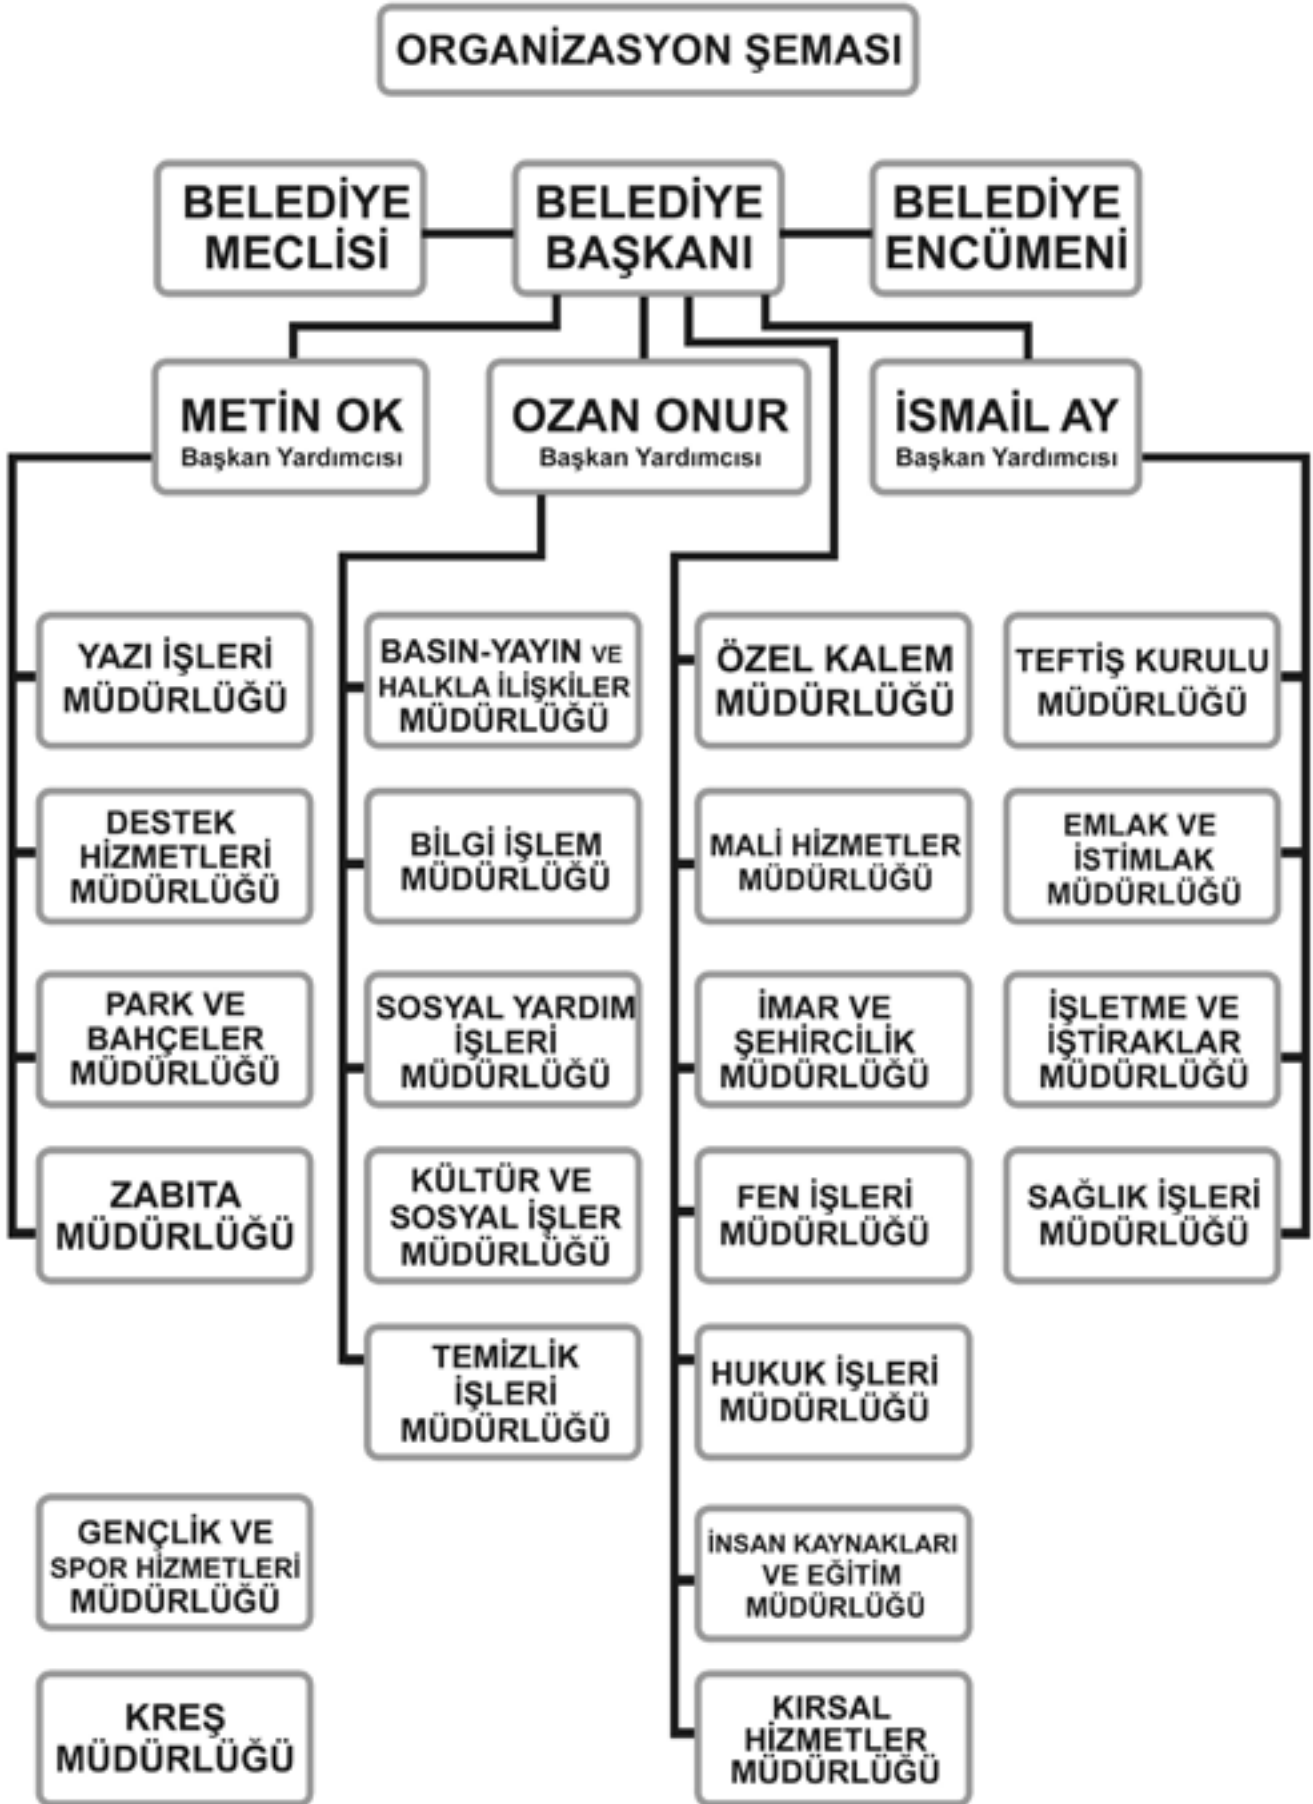 ORGANİZASYON ŞEMASI
BELEDİYE
MECLİSİ
BELEDİYE
BAŞKANI
BELEDİYE
ENCÜMENİ
METİN OK
Başkan Yardımcısı
OZAN ONUR
Başkan Yardımcısı
İSMAİL AY
Başkan Yardımcısı
YAZI İŞLERİ
MÜDÜRLÜĞÜ
BASIN-YAYIN VE
HALKLA İLİŞKİLER
MÜDÜRLÜĞÜ
ÖZEL KALEM
MÜDÜRLÜĞÜ
TEFTİŞ KURULU
MÜDÜRLÜĞÜ
DESTEK
HİZMETLERİ
MÜDÜRLÜĞÜ
BİLGİ İŞLEM
MÜDÜRLÜĞÜ
MALİ HİZMETLER
MÜDÜRLÜĞÜ
EMLAK VE
İSTİMLAK
MÜDÜRLÜĞÜ
PARK VE
BAHÇELER
MÜDÜRLÜĞÜ
SOSYAL YARDIM
İŞLERİ
MÜDÜRLÜĞÜ
İMAR VE
ŞEHİRCİLİK
MÜDÜRLÜĞÜ
İŞLETME VE
İŞTİRAKLAR
MÜDÜRLÜĞÜ
ZABITA
MÜDÜRLÜĞÜ
KÜLTÜR VE
SOSYAL İŞLER
MÜDÜRLÜĞÜ
FEN İŞLERİ
MÜDÜRLÜĞÜ
SAĞLIK İŞLERİ
MÜDÜRLÜĞÜ
TEMİZLİK
İŞLERİ
MÜDÜRLÜĞÜ
HUKUK İŞLERİ
MÜDÜRLÜĞÜ
GENÇLİK VE
SPOR HİZMETLERİ
MÜDÜRLÜĞÜ
İNSAN KAYNAKLARI
VE EĞİTİM
MÜDÜRLÜĞÜ
KREŞ
MÜDÜRLÜĞÜ
KIRSAL
HİZMETLER
MÜDÜRLÜĞÜ